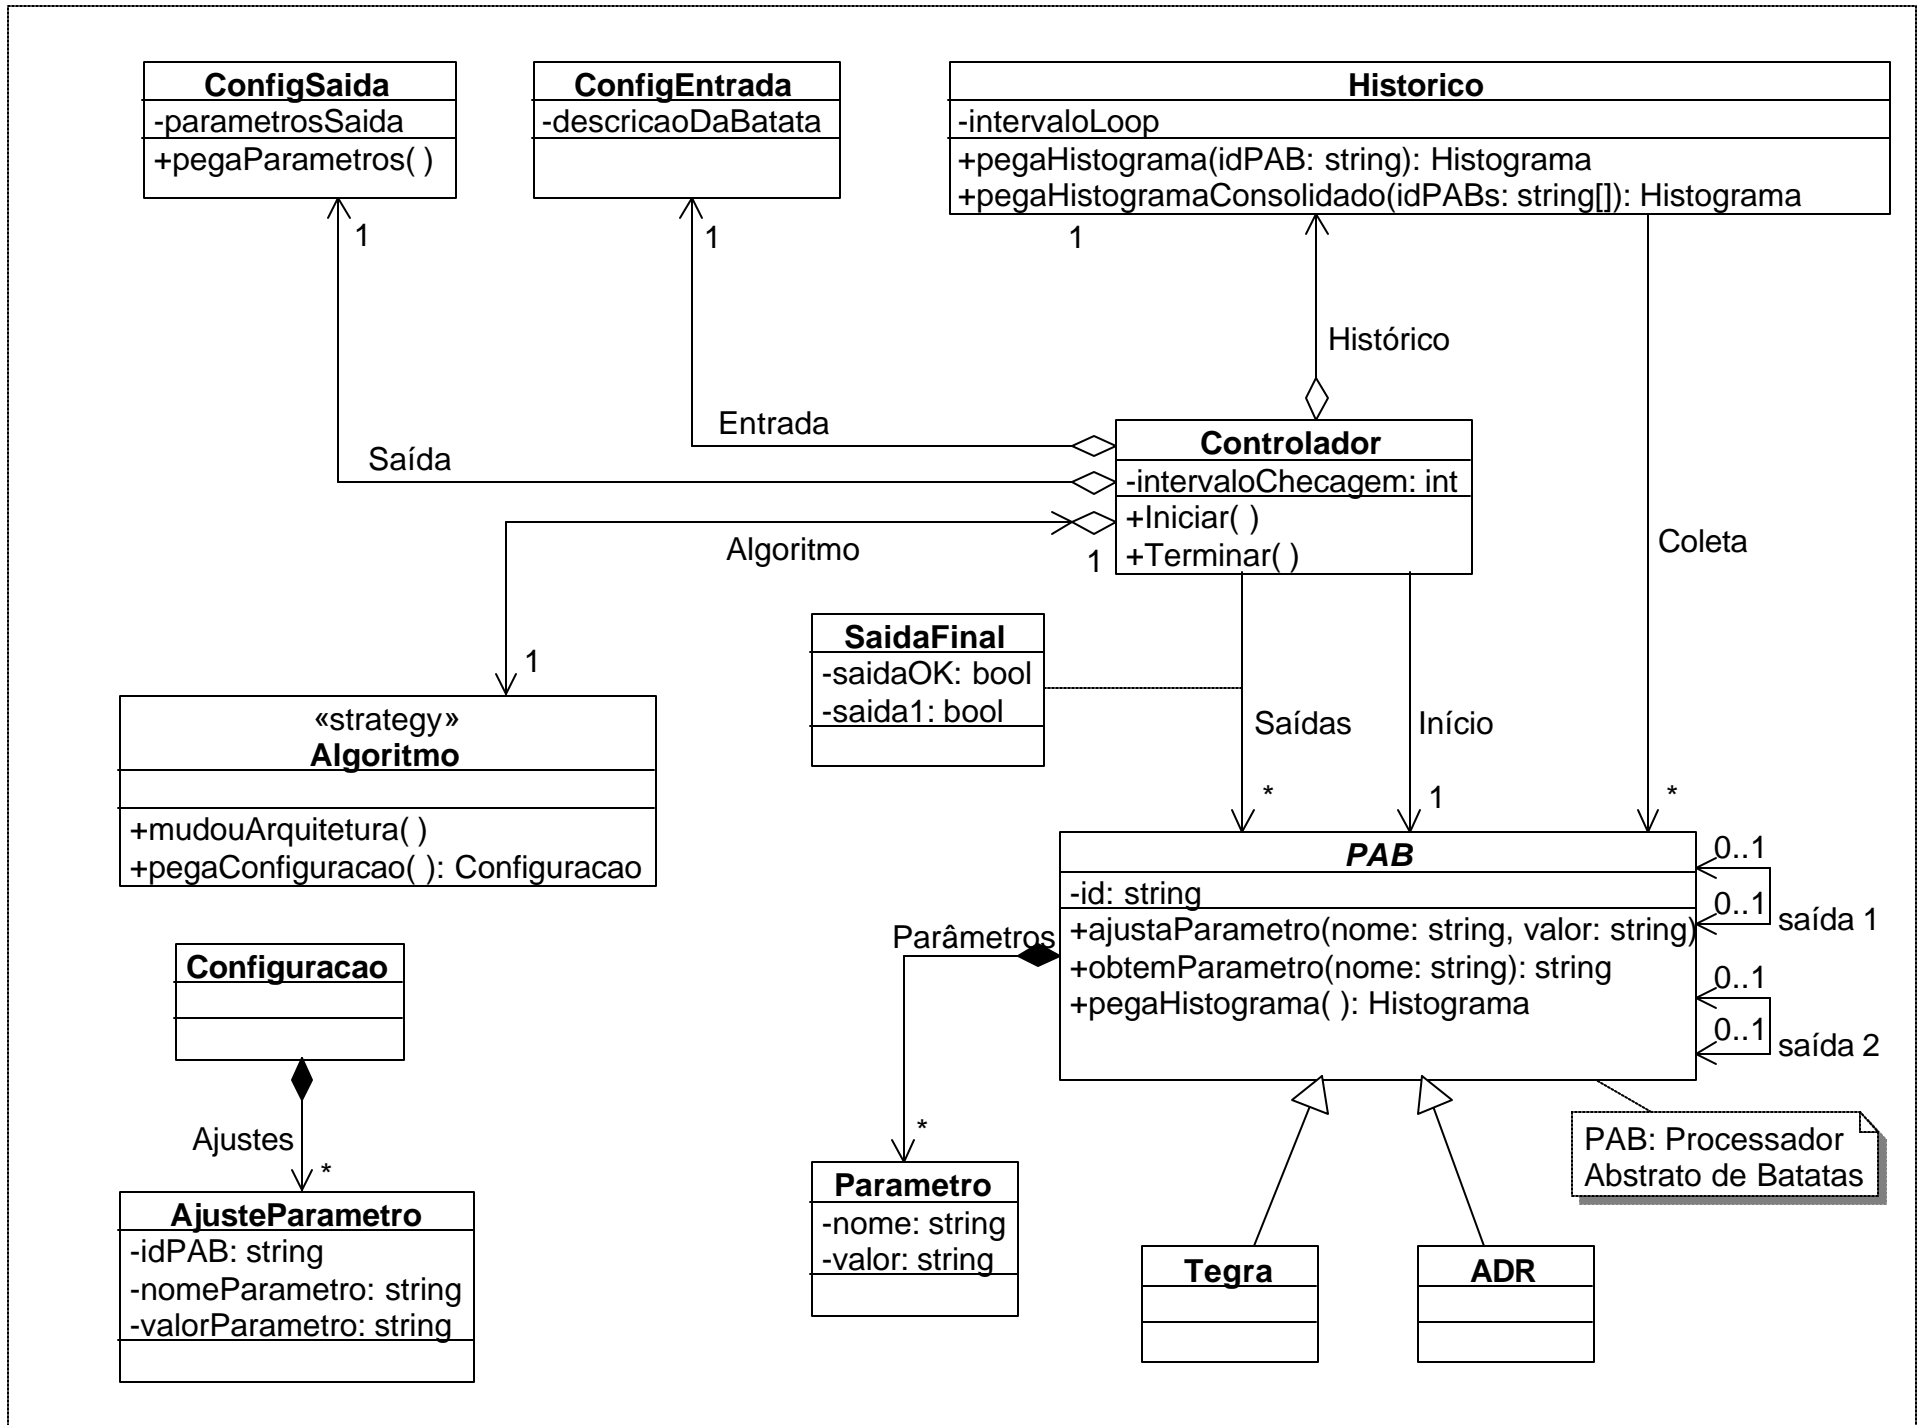 ConfigSaida
-parametrosSaida
+pegaParametros( )
ConfigEntrada
-descricaoDaBatata
Historico
-intervaloLoop
+pegaHistograma(idPAB: string): Histograma
+pegaHistogramaConsolidado(idPABs: string[]): Histograma
1
1
1
Histórico
Entrada
Saída
Algoritmo
1
Controlador
-intervaloChecagem: int
+Iniciar( )
+Terminar( )
Coleta
SaidaFinal
-saidaOK: bool
-saida1: bool
Saídas
Início
1
«strategy»
Algoritmo
+mudouArquitetura( )
+pegaConfiguracao( ): Configuracao
*
1
*
PAB
-id: string
+ajustaParametro(nome: string, valor: string)
+obtemParametro(nome: string): string
+pegaHistograma( ): Histograma
0..1
0..1
saída 1
0..1
0..1
saída 2
Parâmetros
Configuracao
Ajustes
*
AjusteParametro
-idPAB: string
-nomeParametro: string
-valorParametro: string
*
Parametro
-nome: string
-valor: string
PAB: Processador
Abstrato de Batatas
Tegra
ADR